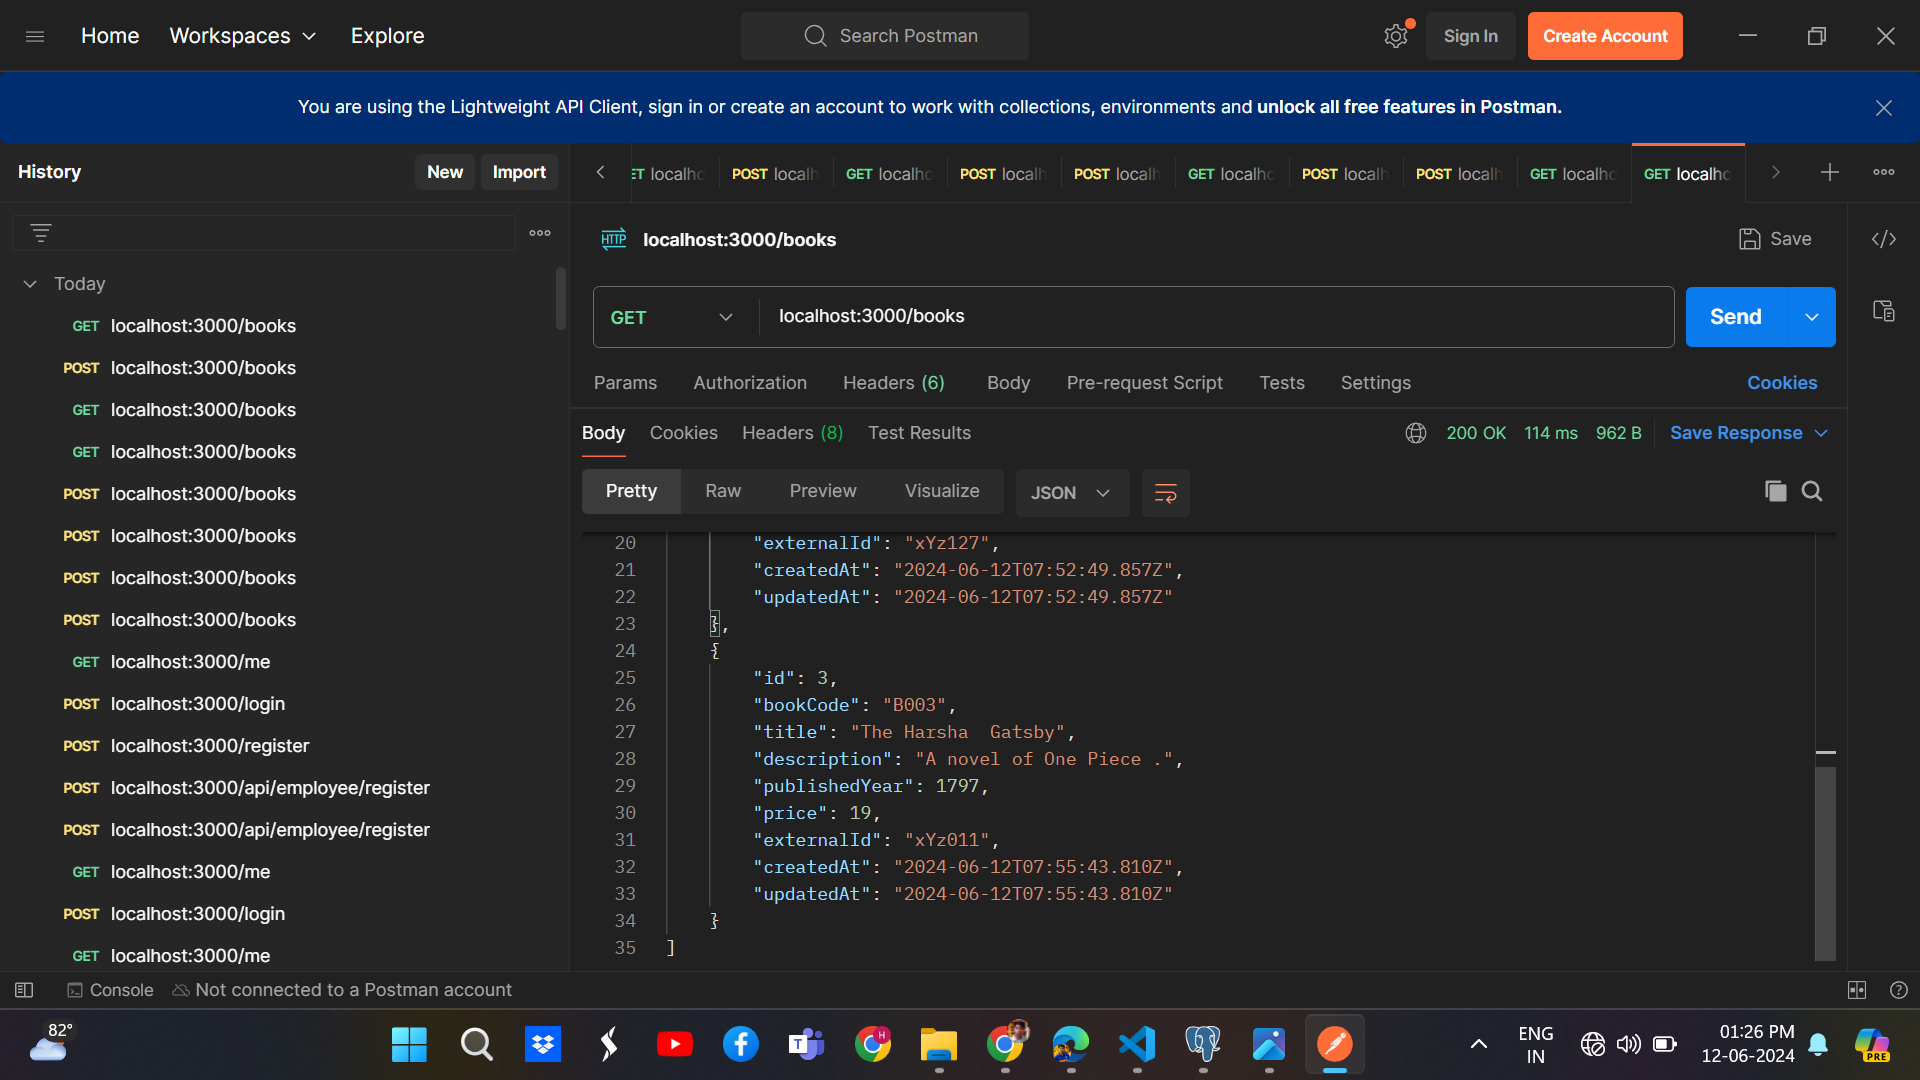 Home
Workspaces
Explore
Search Postman
Sign In
Create Account
You are using the Lightweight API Client, sign in or create an account to work with collections, environments and unlock all free features in Postman.
History
New
Import
ET localho
POST localh
GET localho
POST localh
POST localh
GET localho
POST localh
POST localh
GET localho
GET localho
HTTP localhost:3000/books
Save
Today
GET localhost:3000/books
POST localhost:3000/books
GET localhost:3000/books
GET localhost:3000/books
POST localhost:3000/books
POST localhost:3000/books
POST localhost:3000/books
POST localhost:3000/books
GET localhost:3000/me
POST localhost:3000/login
POST localhost:3000/register
POST localhost:3000/api/employee/register
POST localhost:3000/api/employee/register
GET localhost:3000/me
POST localhost:3000/login
GET localhost:3000/me
GET localhost:3000/books
Send
Params Authorization Headers (6) Body Pre-request Script Tests Settings Cookies
Body Cookies Headers (8) Test Results
200 OK 114 ms 962 B Save Response
Pretty Raw Preview Visualize JSON
20 "externalId": "xYz127",
21 "createdAt": "2024-06-12T07:52:49.857Z",
22 "updatedAt": "2024-06-12T07:52:49.857Z"
23 },
24 {
25 "id": 3,
26 "bookCode": "B003",
27 "title": "The Harsha  Gatsby",
28 "description": "A novel of One Piece .",
29 "publishedYear": 1797,
30 "price": 19,
31 "externalId": "xYz011",
32 "createdAt": "2024-06-12T07:55:43.810Z",
33 "updatedAt": "2024-06-12T07:55:43.810Z"
34 }
35 ]
Console Not connected to a Postman account
82°
T
H
ENG
IN
01:26 PM
12-06-2024
PRE